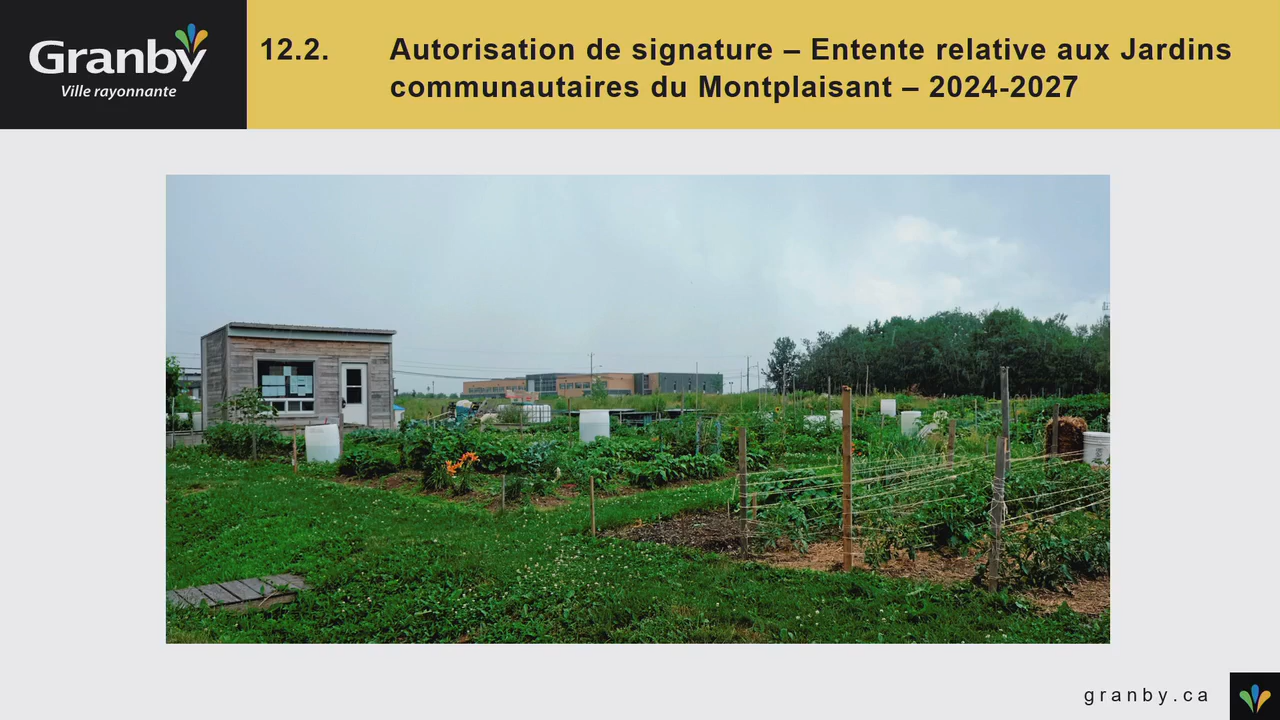 Granby
Ville rayonnante
12.2. Autorisation de signature – Entente relative aux Jardins
communautaires du Montplaisant – 2024-2027
granby.ca